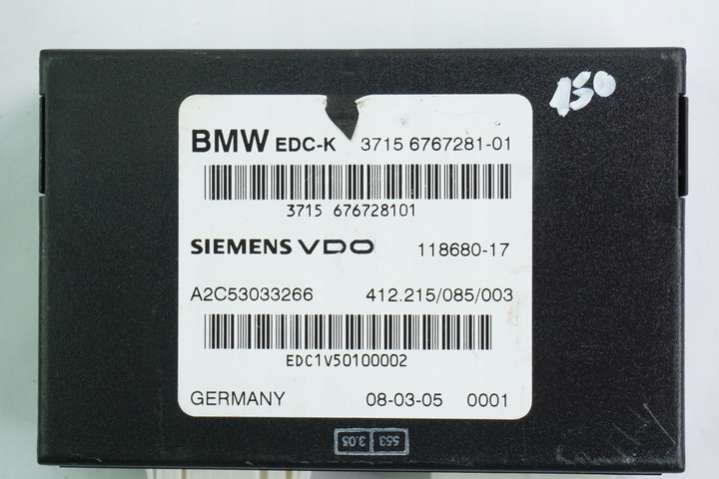 150
BMW EDC-K 3715 6767281-01
3715 676728101
SIEMENS VDO 118680-17
A2C53033266 412.215/085/003
EDC1V50100002
GERMANY 08-03-05 0001
553 3.05